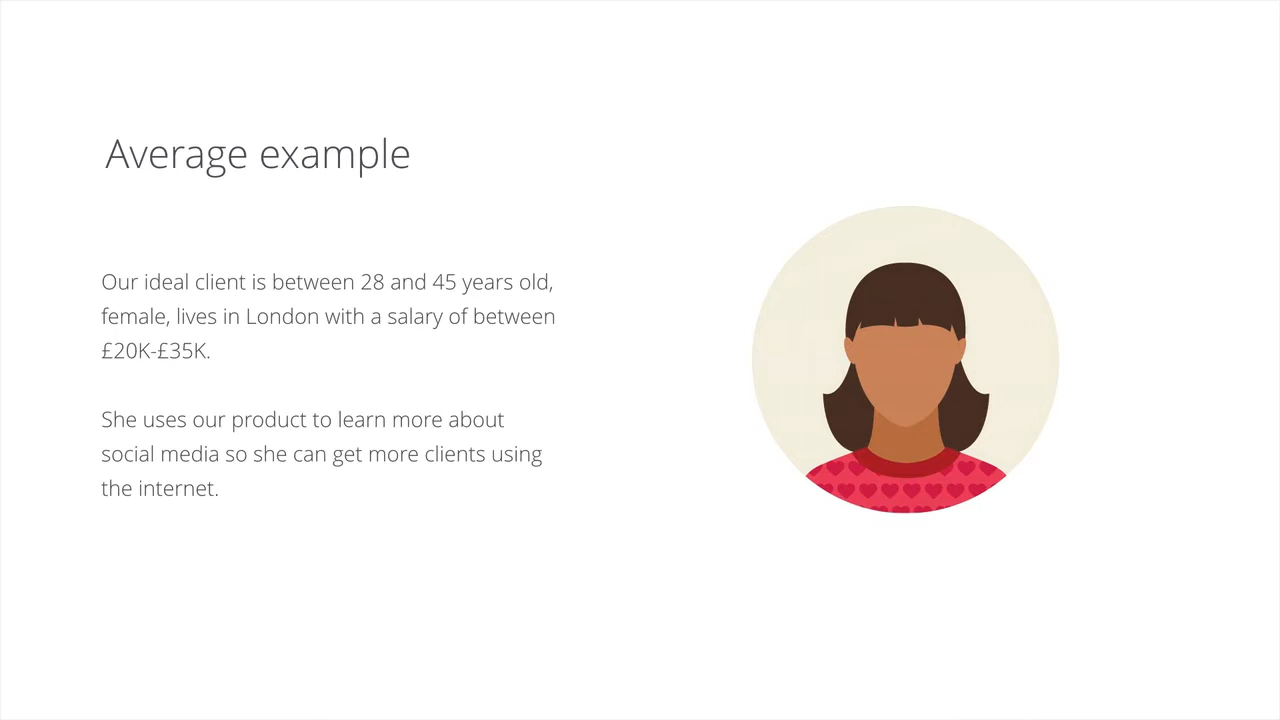 Average example
Our ideal client is between 28 and 45 years old,
female, lives in London with a salary of between
£20K-£35K.
She uses our product to learn more about
social media so she can get more clients using
the internet.